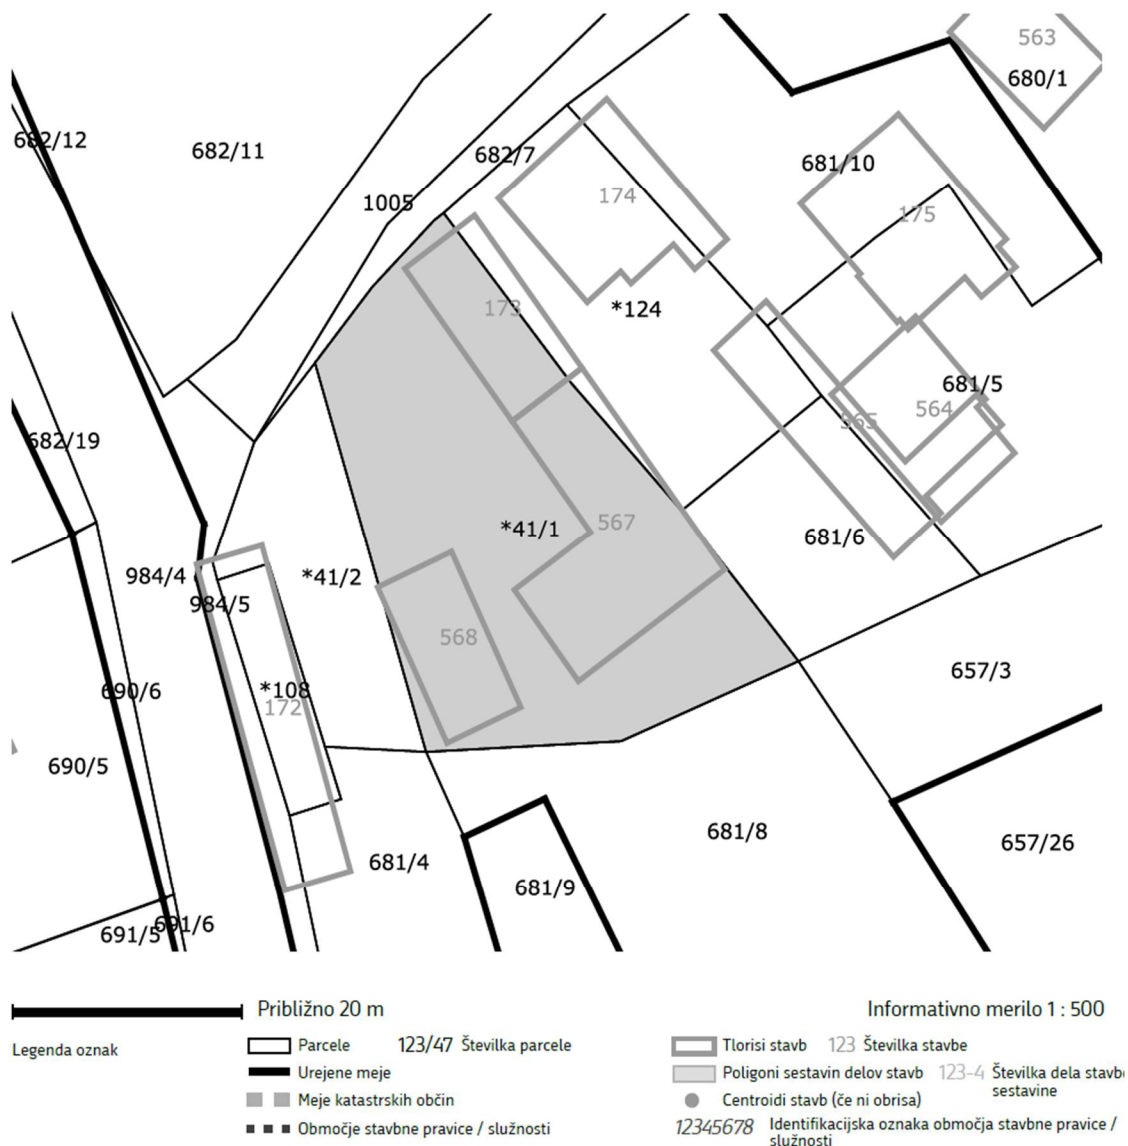 563
680/1
682/12
682/11
682/7
681/10
1005
174
175
173
*124
681/5
564
682/19
565
*41/1
567
681/6
984/4
*41/2
984/5
568
690/6
*108
172
657/3
690/5
681/8
657/26
681/4
681/9
691/5
691/6
Približno 20 m
Informativno merilo 1 : 500
Legenda oznak
Parcele
123/47 Številka parcele
Urejene meje
Meje katastrskih občin
Območje stavbne pravice / služnosti
Tlorisi stavb
123 Številka stavbe
Poligoni sestavin delov stavb
123-4 Številka dela stavbe
sestavine
Centroidi stavb (če ni obrisa)
12345678 Identifikacijska oznaka območja stavbne pravice /
služnosti